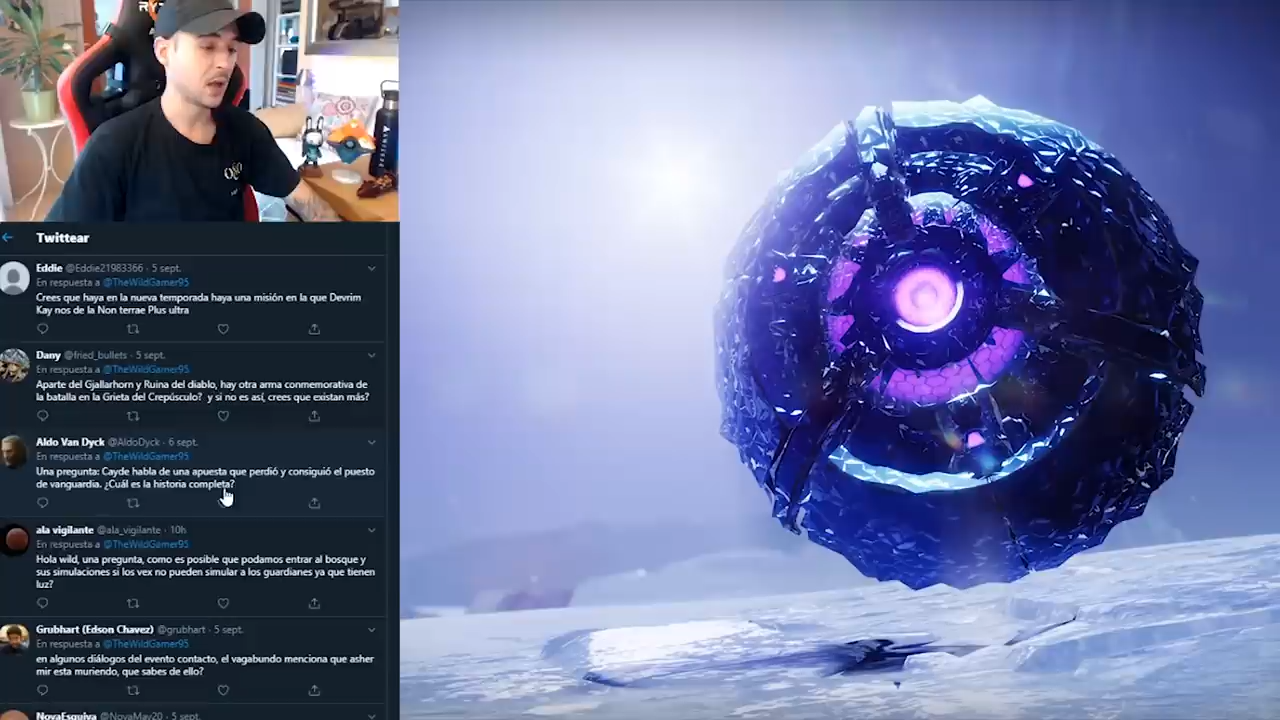 Twittear
Eddie @Eddie21983366 · 5 sept.
En respuesta a @TheWildGamer95
Crees que haya en la nueva temporada haya una misión en la que Devrim
Kay nos de la Non terrae Plus ultra
Dany @fried_bullets · 5 sept.
En respuesta a @TheWildGamer95
Aparte del Gjallarhorn y Ruina del diablo, hay otra arma conmemorativa de
la batalla en la Grieta del Crepúsculo? y si no es así, crees que existan más?
Aldo Van Dyck @AldoDyck · 6 sept.
En respuesta a @TheWildGamer95
Una pregunta: Cayde habla de una apuesta que perdió y consiguió el puesto
de vanguardia. ¿Cuál es la historia completa?
ala vigilante @ala_vigilante · 10h
En respuesta a @TheWildGamer95
Hola wild, una pregunta, como es posible que podamos entrar al bosque y
sus simulaciones si los vex no pueden simular a los guardianes ya que tienen
luz?
Grubhart (Edson Chavez) @grubhart · 5 sept.
En respuesta a @TheWildGamer95
en algunos diálogos del evento contacto, el vagabundo menciona que asher
mir esta muriendo, que sabes de ello?
NovaEsquiva @NovaMay20 · 5 sept.